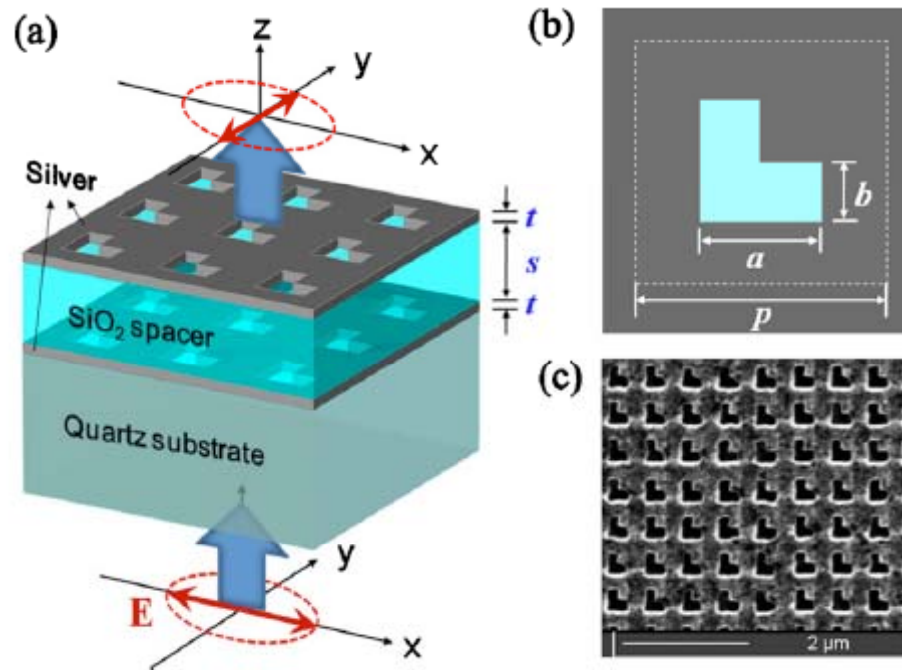 (a)
z
y
x
Silver
t
s
t
SiO₂ spacer
Quartz substrate
y
E
x
(b)
b
a
p
(c)
2 μm